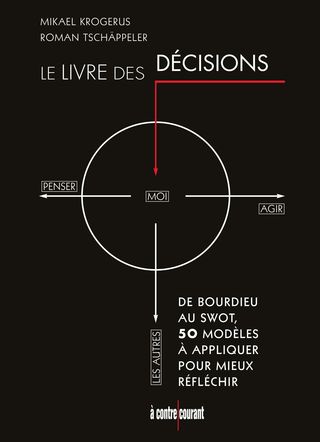 MIKAEL KROGERUS
ROMAN TSCHÄPPELER
LE LIVRE DES DÉCISIONS
PENSER
MOI
AGIR
LES AUTRES
DE BOURDIEU
AU SWOT,
50 MODÈLES
À APPLIQUER
POUR MIEUX
RÉFLÉCHIR
à contre courant